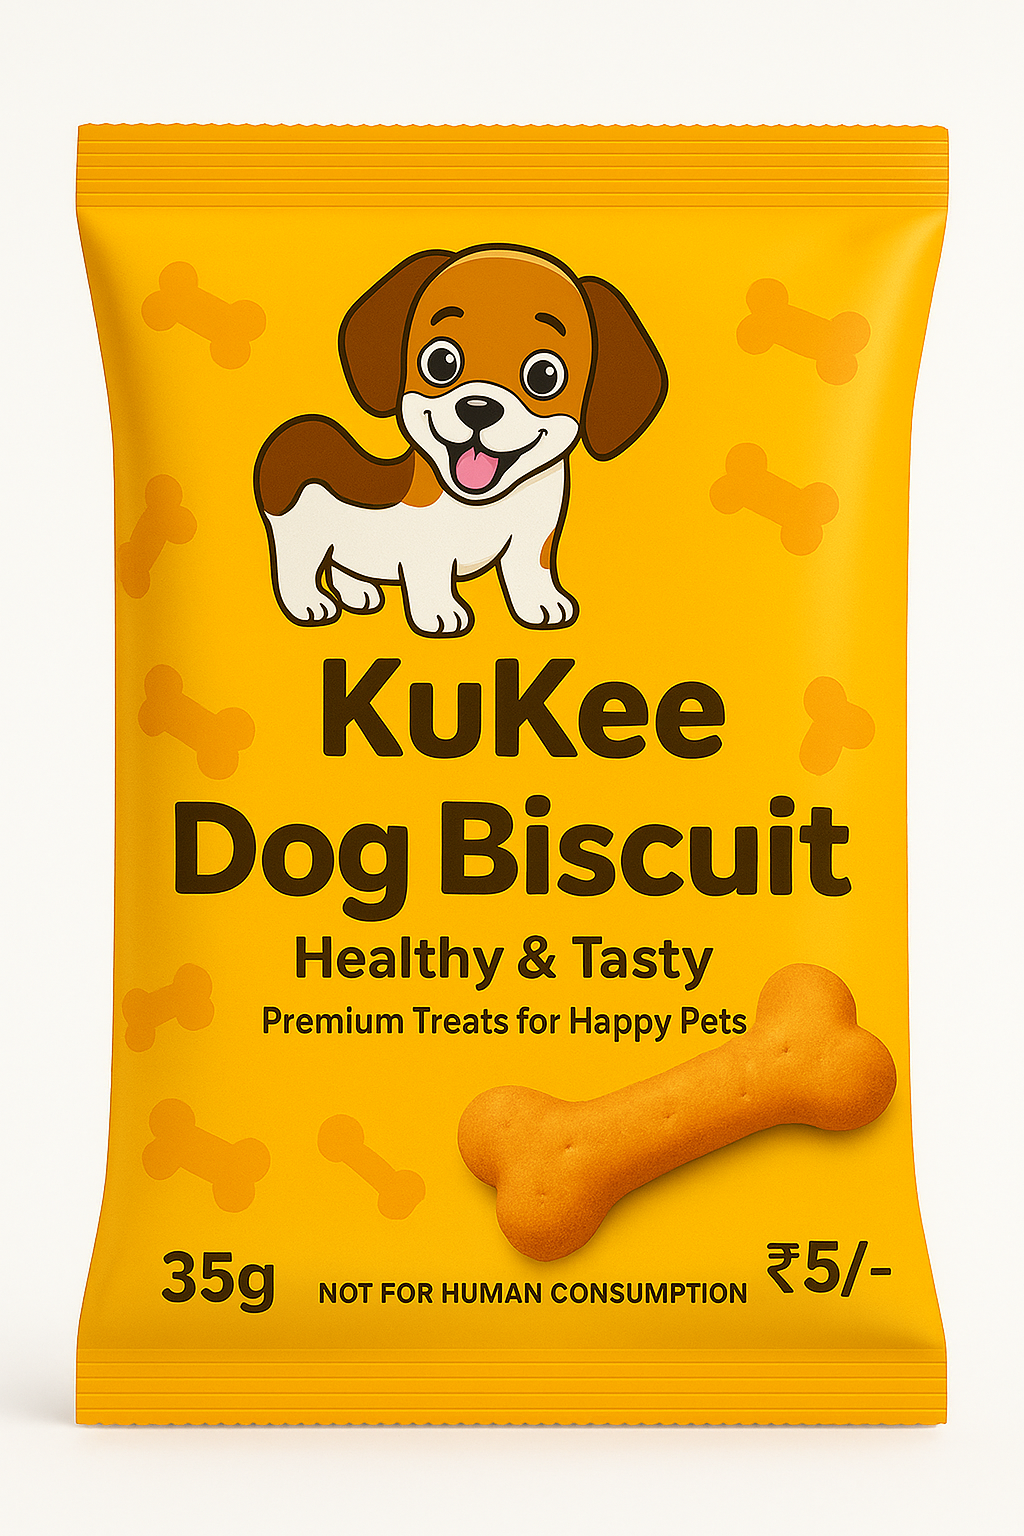 KuKee
Dog Biscuit
Healthy & Tasty
Premium Treats for Happy Pets
35g
NOT FOR HUMAN CONSUMPTION
₹5/-